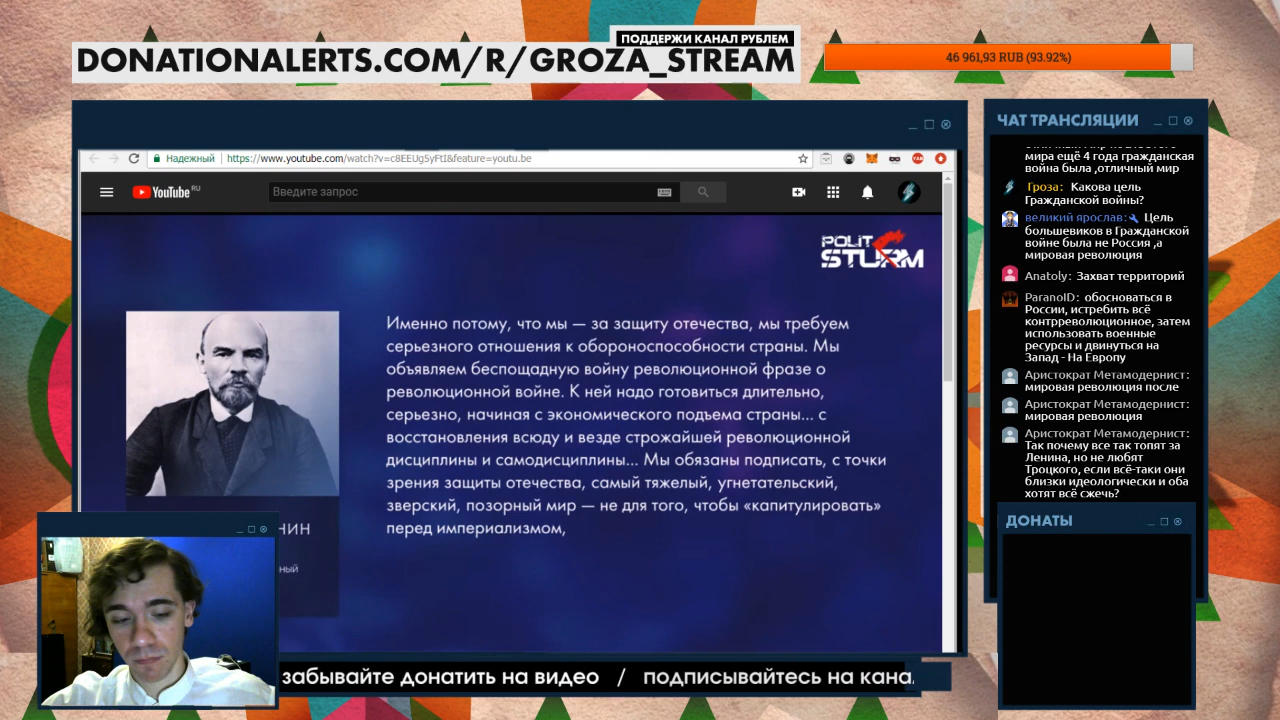 ПОДДЕРЖИ КАНАЛ РУБЛЕМ
DONATIONALERTS.COM/R/GROZA_STREAM
46 961,93 RUB (93.92%)
Надежный
https://www.youtube.com/watch?v=c8EEUg5yFtI&feature=youtu.be
YouTube RU
Введите запрос
POLIT
STURM
Именно потому, что мы — за защиту отечества, мы требуем
серьезного отношения к обороноспособности страны. Мы
объявляем беспощадную войну революционной фразе о
революционной войне. К ней надо готовиться длительно,
серьезно, начиная с экономического подъема страны... с
восстановления всюду и везде строжайшей революционной
дисциплины и самодисциплины... Мы обязаны подписать, с точки
зрения защиты отечества, самый тяжелый, угнетательский,
зверский, позорный мир — не для того, чтобы «капитулировать»
перед империализмом,
НИН
ный
забывайте донатить на видео / подписывайтесь на кана
ЧАТ ТРАНСЛЯЦИИ
мира ещё 4 года гражданская
война была ,отличный мир
Гроза: Какова цель
Гражданской войны?
великий ярослав: Цель
большевиков в Гражданской
войне была не Россия ,а
мировая революция
Anatoly: Захват территорий
ParanoID: обосноваться в
России, истребить всё
контрреволюционное, затем
использовать военные
ресурсы и двинуться на
Запад - На Европу
Аристократ Метамодернист:
мировая революция после
Аристократ Метамодернист:
мировая революция
Аристократ Метамодернист:
Так почему все так топят за
Ленина, но не любят
Троцкого, если всё-таки они
близки идеологически и оба
хотят всё сжечь?
ДОНАТЫ